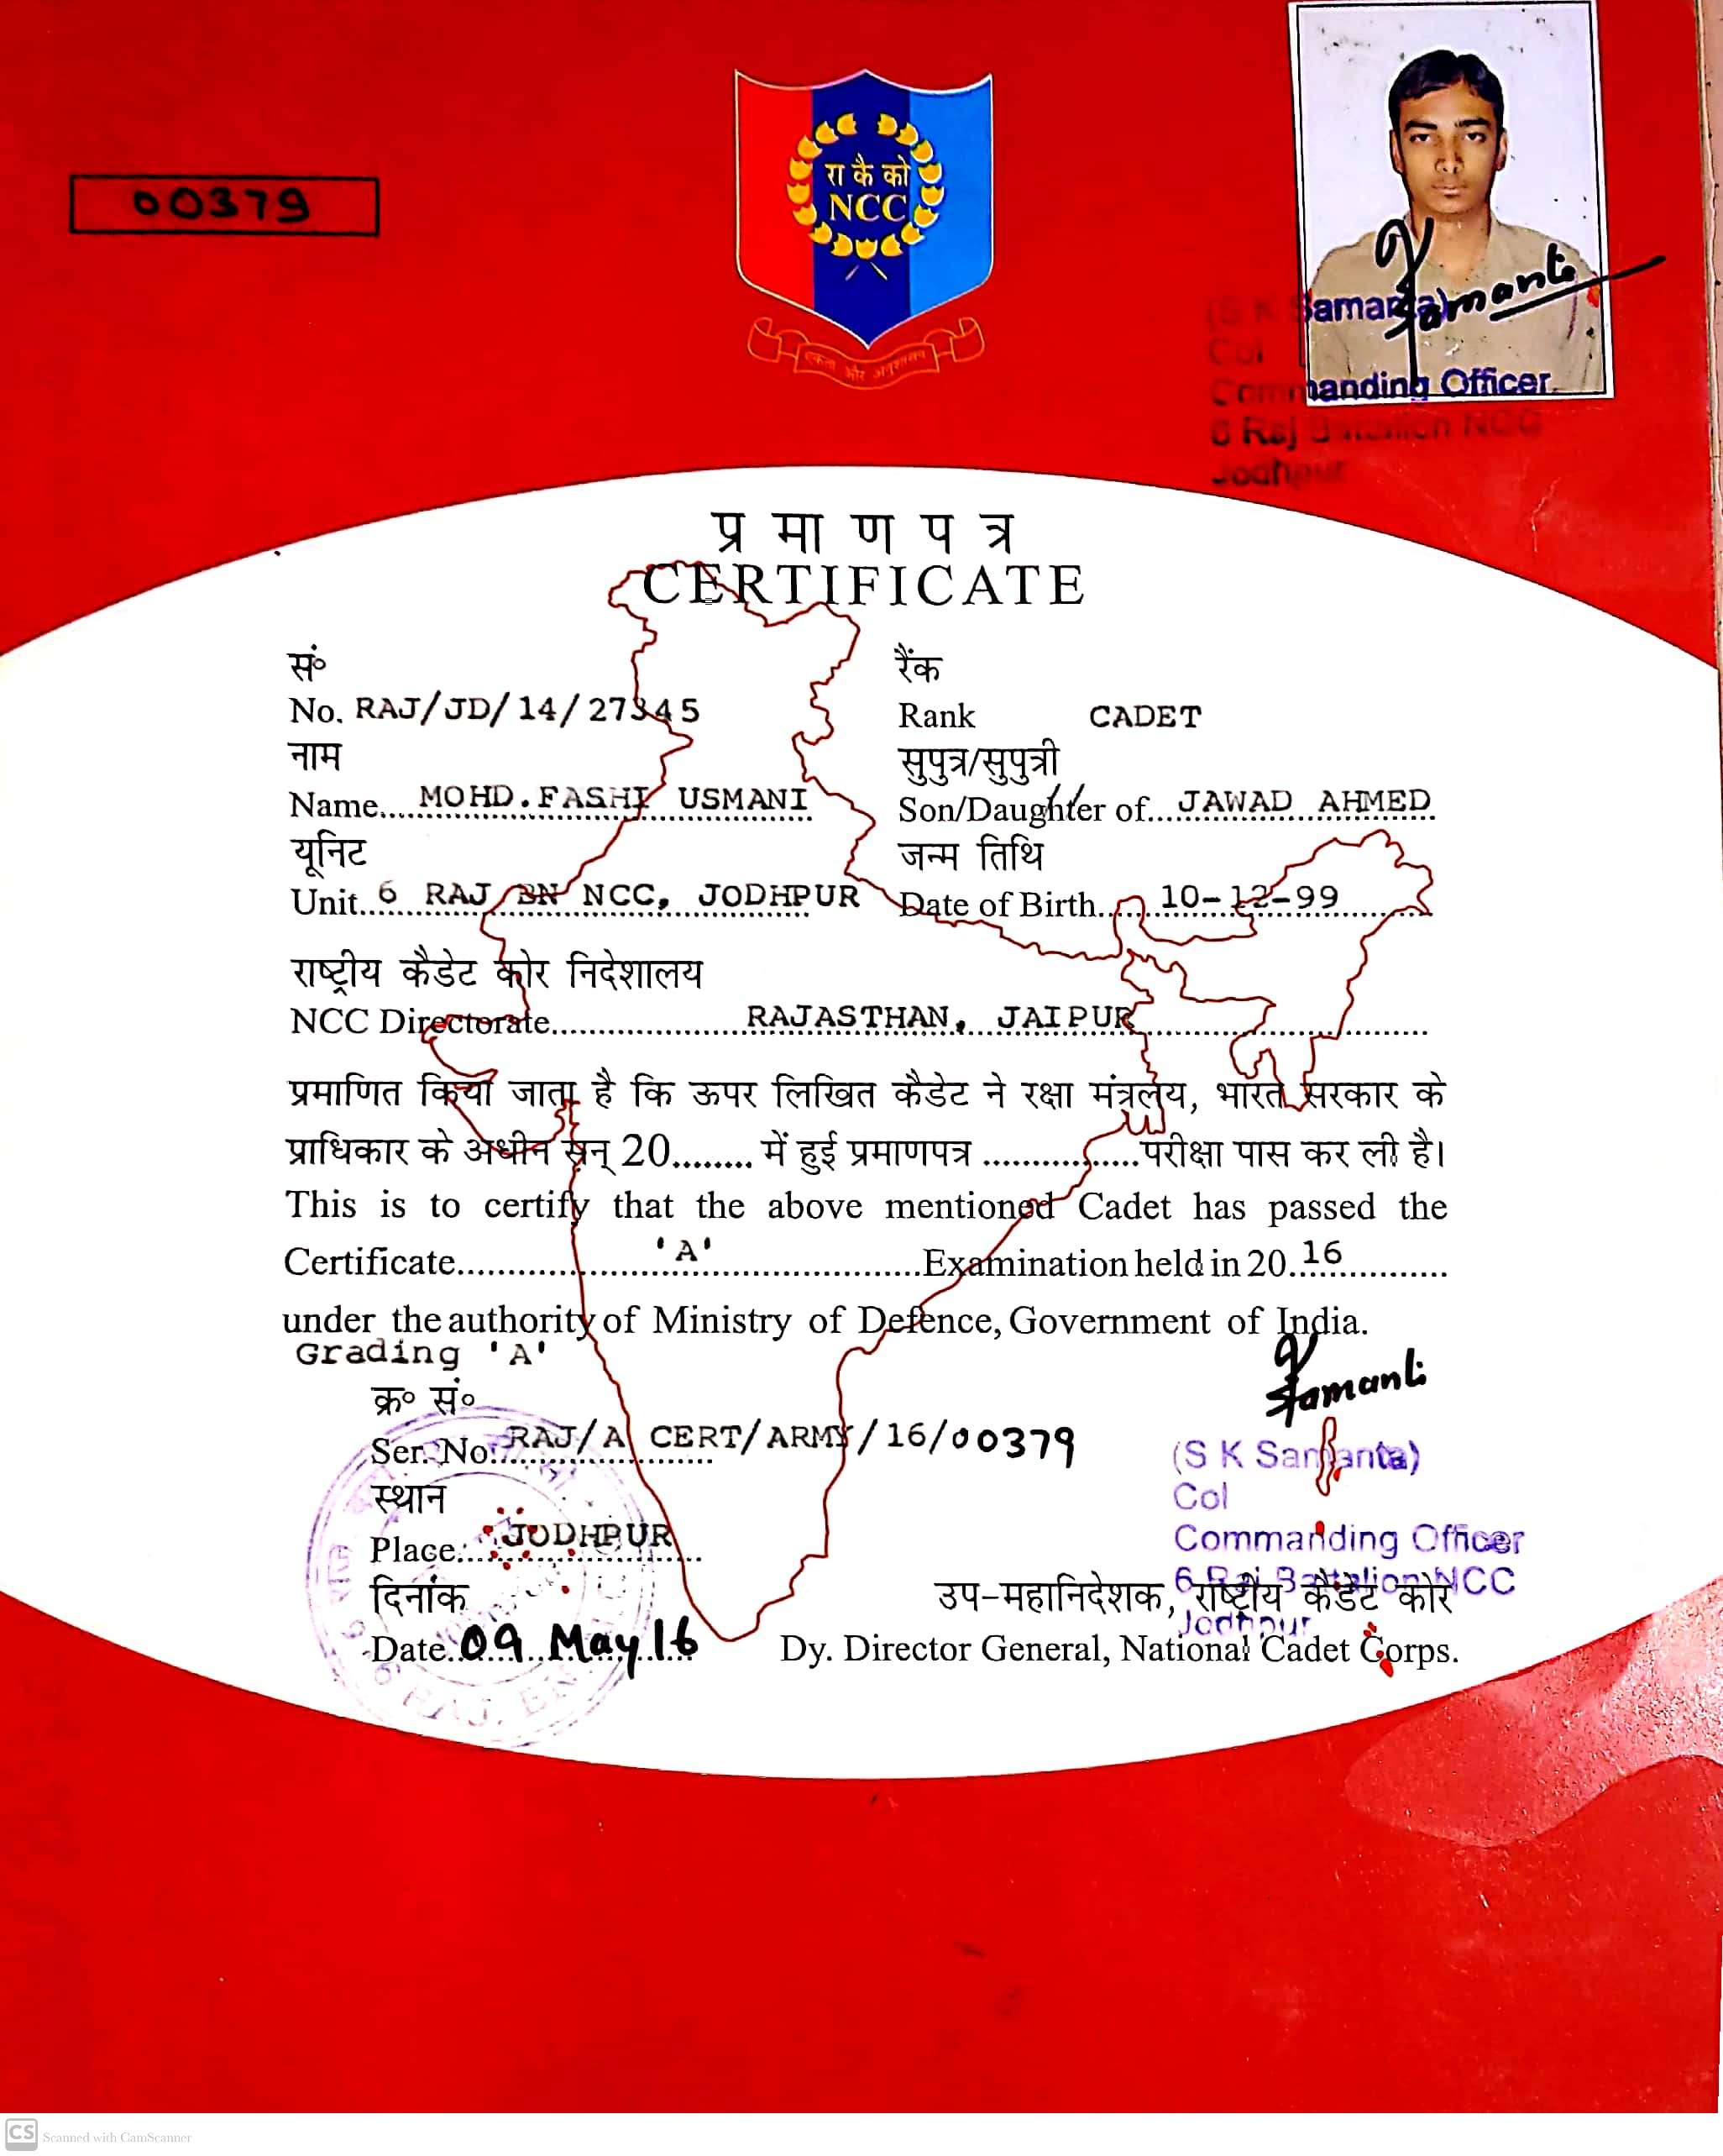 00379
रा कै को
NCC
एकता और अनुशासन
Samanta
(S K Samanta)
Col
Commanding Officer
6 Raj Battalion NCC
Jodhpur
प्रमाणपत्र
CERTIFICATE
सं०
No. RAJ/JD/14/27345
रैंक
Rank CADET
नाम
Name MOHD.FASHI USMANI
सुपुत्र/सुपुत्री
Son/Daughter of JAWAD AHMED
यूनिट
Unit 6 RAJ BN NCC, JODHPUR
जन्म तिथि
Date of Birth 10-12-99
राष्ट्रीय कैडेट कोर निदेशालय
NCC Directorate RAJASTHAN, JAIPUR
प्रमाणित किया जाता है कि ऊपर लिखित कैडेट ने रक्षा मंत्रलय, भारत सरकार के
प्राधिकार के अधीन सन् 20........ में हुई प्रमाणपत्र ................परीक्षा पास कर ली है।
This is to certify that the above mentioned Cadet has passed the
Certificate 'A' Examination held in 20 16
under the authority of Ministry of Defence, Government of India.
Grading 'A'
क्र० सं०
Ser. No. RAJ/A CERT/ARMY/16/00379
स्थान
Place JODHPUR
दिनांक
Date 09 May 16
Samanta
(S K Samanta)
Col
Commanding Officer
6 Raj Battalion NCC
Jodhpur
उप-महानिदेशक, राष्ट्रीय कैडेट कोर
Dy. Director General, National Cadet Corps.
6 RAJ. BN
CS Scanned with CamScanner